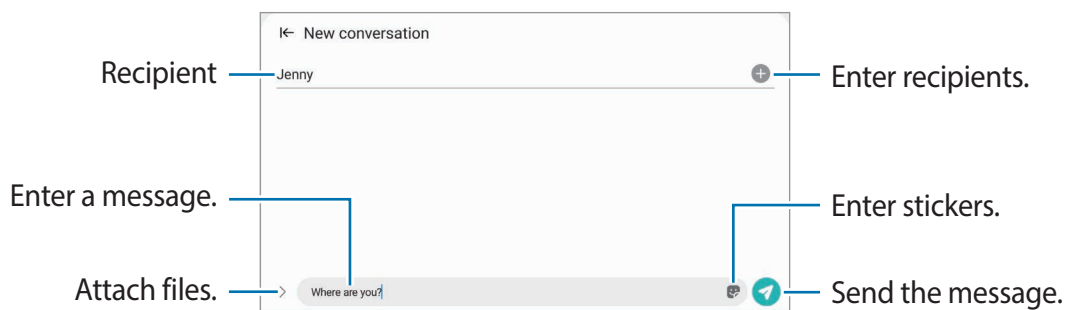 New conversation
Recipient
Jenny
Enter recipients.
Enter a message.
Enter stickers.
Attach files.
Where are you?
Send the message.